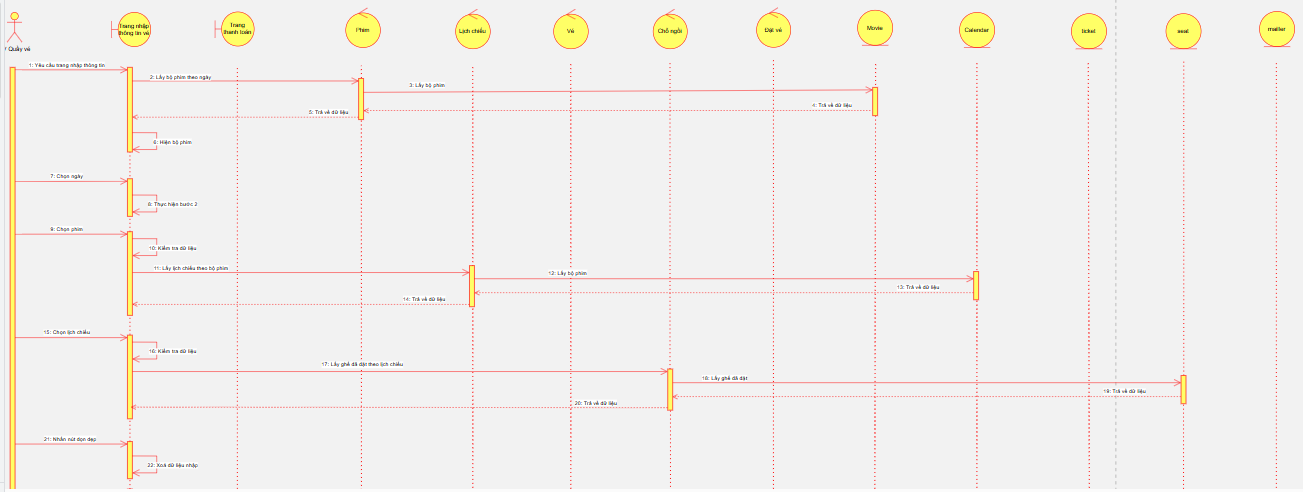 Trang nhập
thông tin vé
Trang
thanh toán
Phim
Lịch chiếu
Vé
Chỗ ngồi
Đặt vé
Movie
Calendar
ticket
seat
mailler
/ Quầy vé
1: Yêu cầu trang nhập thông tin
2: Lấy bộ phim theo ngày
3: Lấy bộ phim
4: Trả về dữ liệu
5: Trả về dữ liệu
6: Hiện bộ phim
7: Chọn ngày
8: Thực hiện bước 2
9: Chọn phim
10: Kiểm tra dữ liệu
11: Lấy lịch chiếu theo bộ phim
12: Lấy bộ phim
13: Trả về dữ liệu
14: Trả về dữ liệu
15: Chọn lịch chiếu
16: Kiểm tra dữ liệu
17: Lấy ghế đã đặt theo lịch chiếu
18: Lấy ghế đã đặt
19: Trả về dữ liệu
20: Trả về dữ liệu
21: Nhấn nút dọn dẹp
22: Xoá dữ liệu nhập